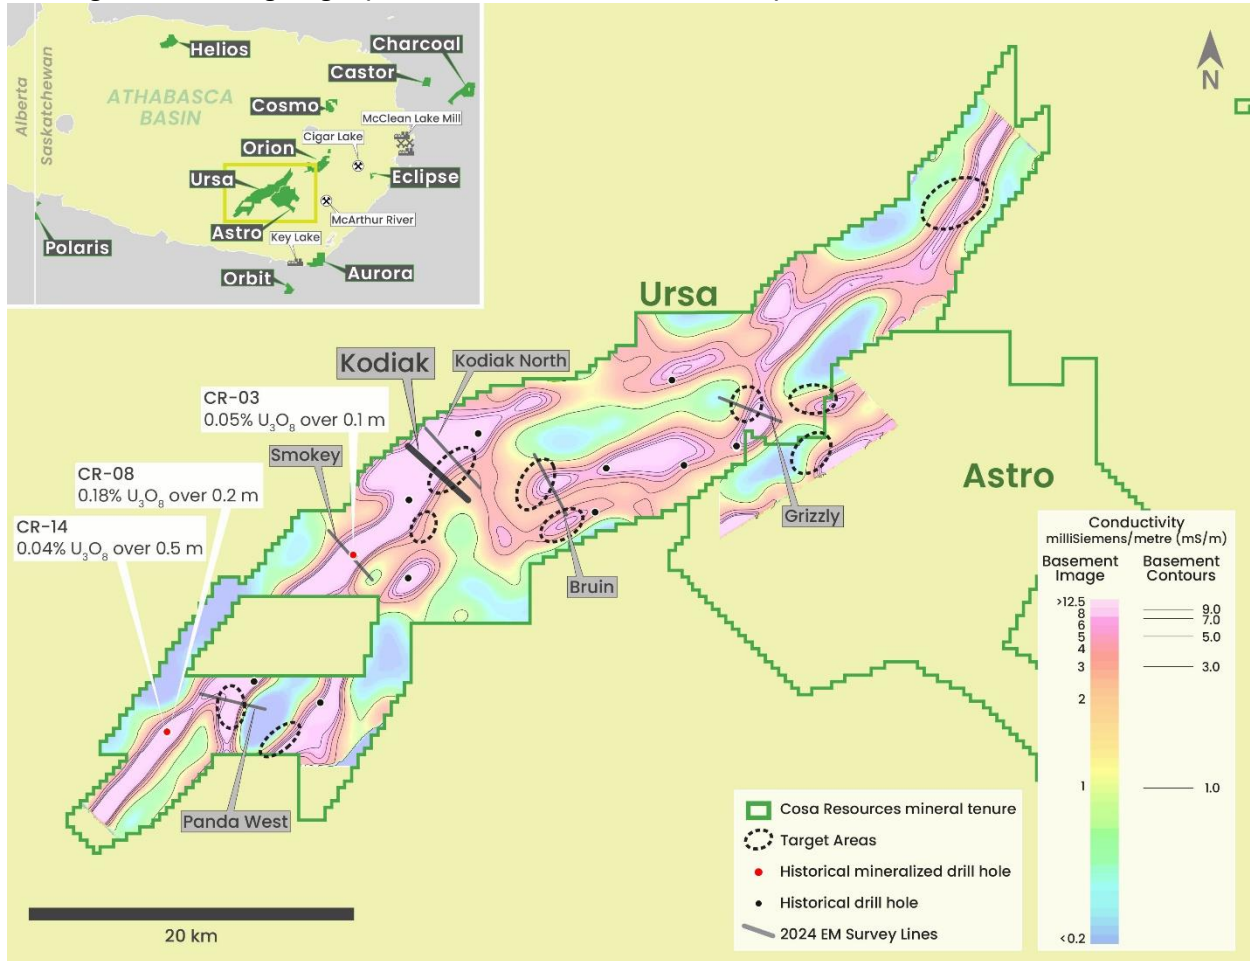 Alberta
Saskatchewan
ATHABASCA
BASIN
Helios
Charcoal
Castor
Cosmo
McClean Lake Mill
Cigar Lake
Orion
Ursa
Eclipse
McArthur River
Astro
Key Lake
Polaris
Orbit
Aurora
N
Ursa
Kodiak
Kodiak North
CR-03
0.05% U₃O₈ over 0.1 m
Smokey
CR-08
0.18% U₃O₈ over 0.2 m
CR-14
0.04% U₃O₈ over 0.5 m
Astro
Grizzly
Bruin
Panda West
Conductivity
milliSiemens/metre (mS/m)
Basement Image
Basement Contours
>12.5
8
6
5
4
3
2
1
<0.2
9.0
7.0
5.0
3.0
1.0
Cosa Resources mineral tenure
Target Areas
Historical mineralized drill hole
Historical drill hole
2024 EM Survey Lines
20 km